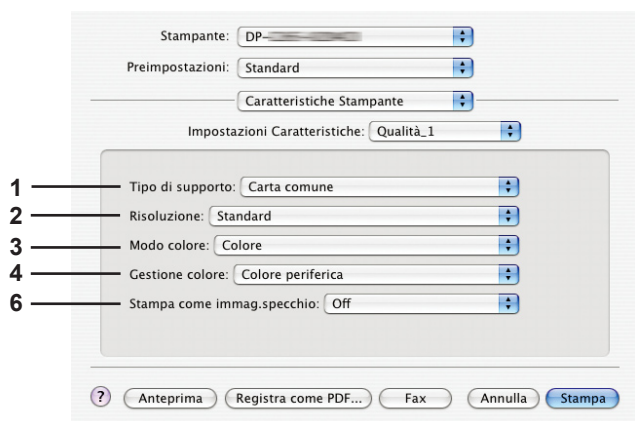 Stampante: DP-
Preimpostazioni: Standard
Caratteristiche Stampante
Impostazioni Caratteristiche: Qualità_1
1 Tipo di supporto: Carta comune
2 Risoluzione: Standard
3 Modo colore: Colore
4 Gestione colore: Colore periferica
6 Stampa come immag.specchio: Off
? Anteprima Registra come PDF... Fax Annulla Stampa